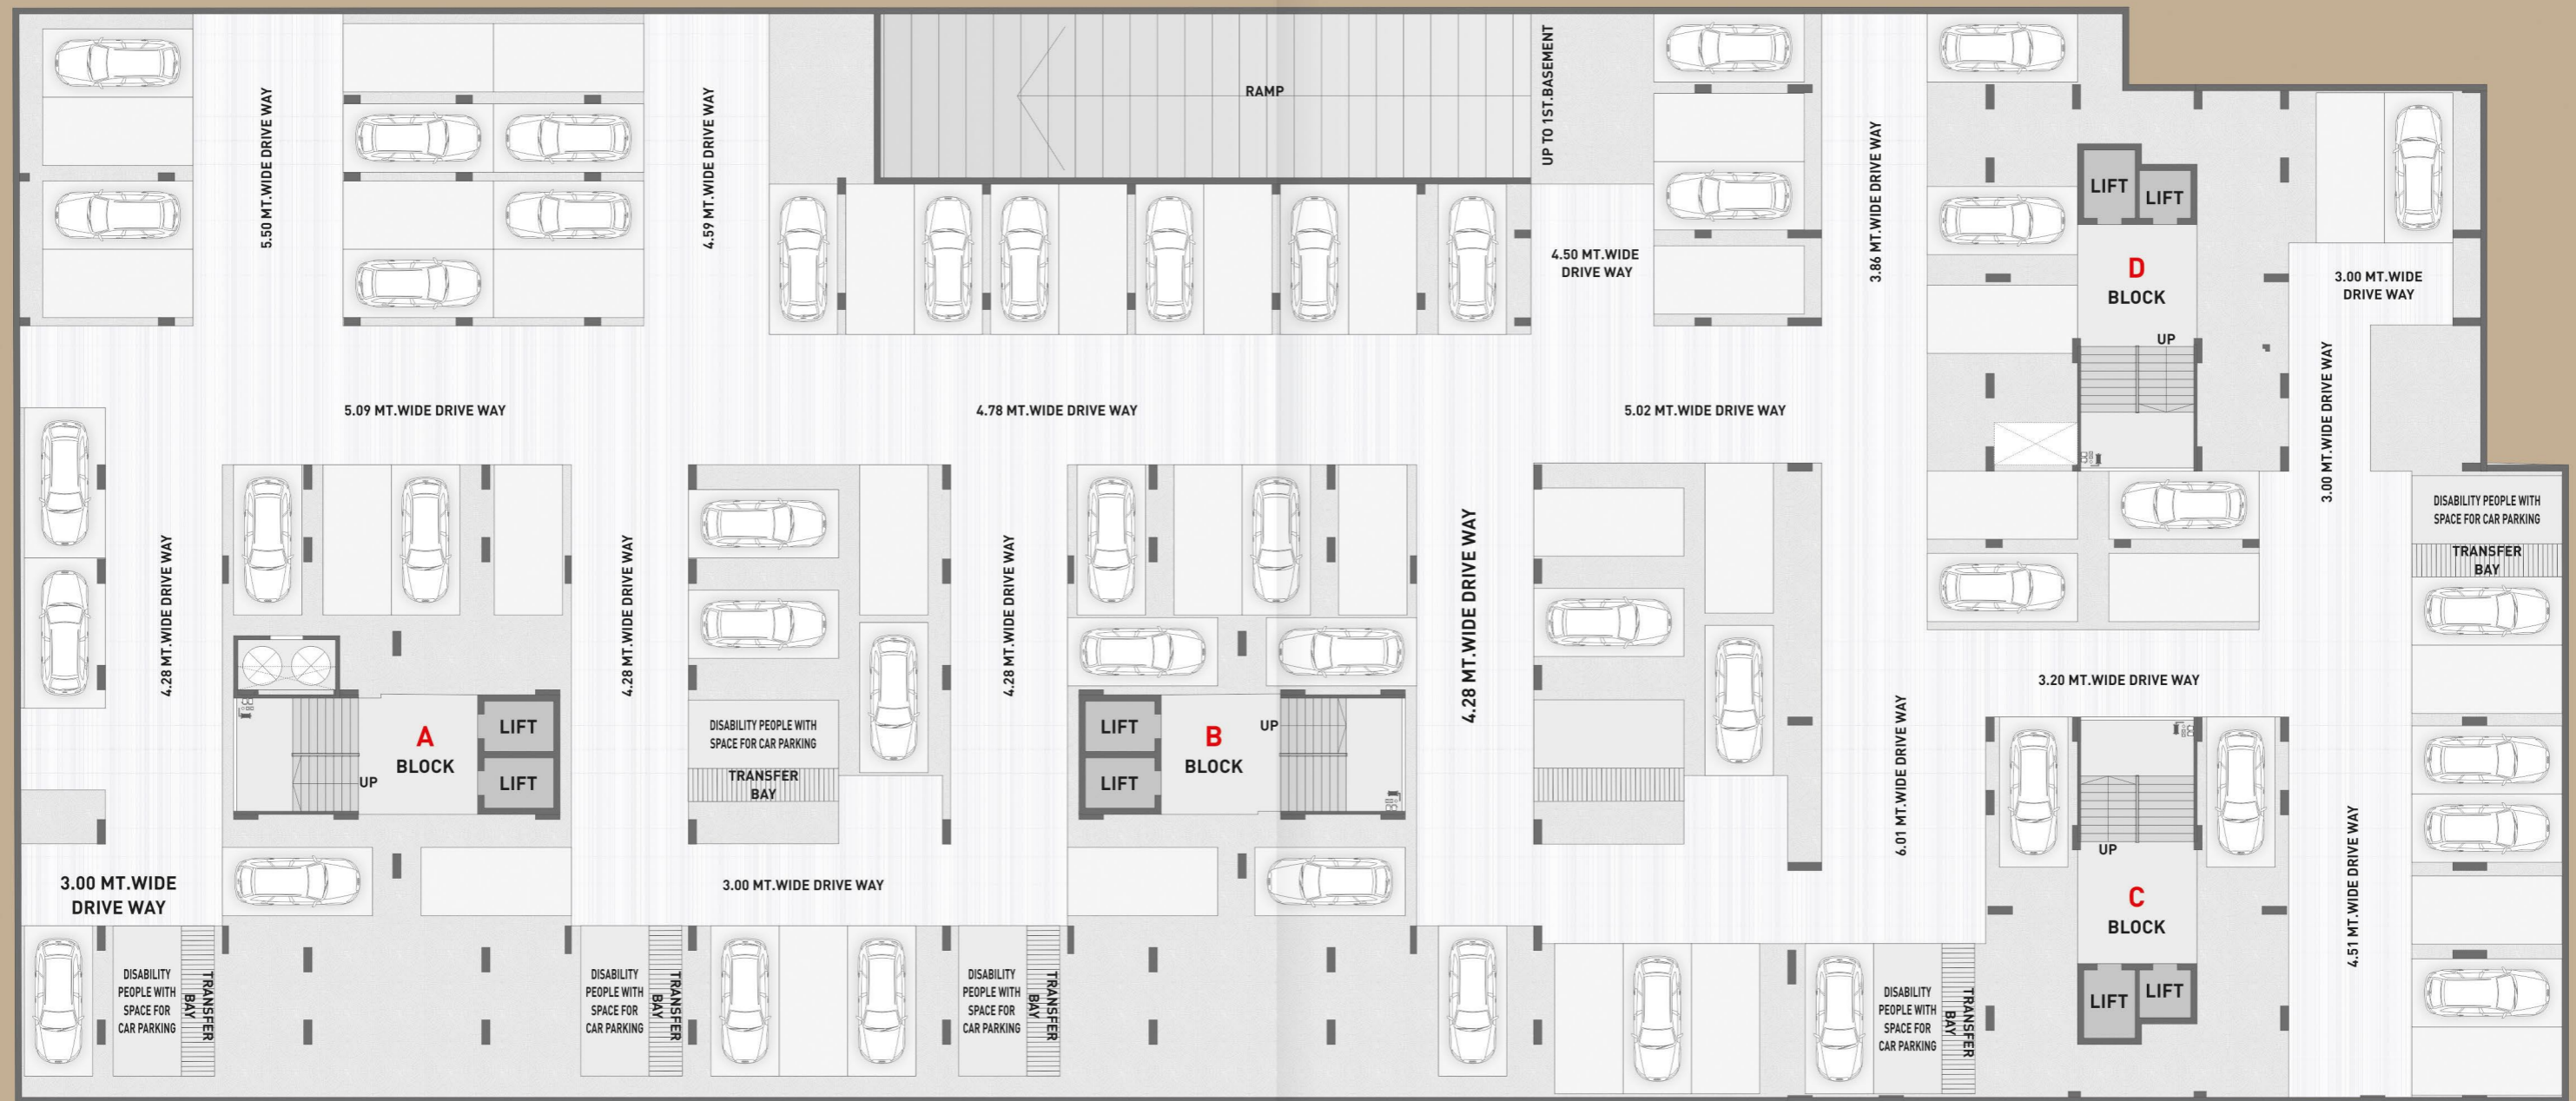 RAMP
UP TO 1ST.BASEMENT
5.50 MT.WIDE DRIVE WAY
4.59 MT.WIDE DRIVE WAY
3.86 MT.WIDE DRIVE WAY
LIFT
LIFT
4.50 MT.WIDE
DRIVE WAY
D
BLOCK
UP
3.00 MT.WIDE
DRIVE WAY
3.00 MT.WIDE DRIVE WAY
5.09 MT.WIDE DRIVE WAY
4.78 MT.WIDE DRIVE WAY
5.02 MT.WIDE DRIVE WAY
4.28 MT.WIDE DRIVE WAY
4.28 MT.WIDE DRIVE WAY
4.28 MT.WIDE DRIVE WAY
4.28 MT.WIDE DRIVE WAY
DISABILITY PEOPLE WITH
SPACE FOR CAR PARKING
TRANSFER
BAY
3.20 MT.WIDE DRIVE WAY
A
BLOCK
UP
LIFT
LIFT
DISABILITY PEOPLE WITH
SPACE FOR CAR PARKING
TRANSFER
BAY
LIFT
LIFT
B
BLOCK
UP
6.01 MT.WIDE DRIVE WAY
UP
C
BLOCK
LIFT
LIFT
4.51 MT.WIDE DRIVE WAY
3.00 MT.WIDE
DRIVE WAY
3.00 MT.WIDE DRIVE WAY
DISABILITY
PEOPLE WITH
SPACE FOR
CAR PARKING
TRANSFER
BAY
DISABILITY
PEOPLE WITH
SPACE FOR
CAR PARKING
TRANSFER
BAY
DISABILITY
PEOPLE WITH
SPACE FOR
CAR PARKING
TRANSFER
BAY
DISABILITY
PEOPLE WITH
SPACE FOR
CAR PARKING
TRANSFER
BAY